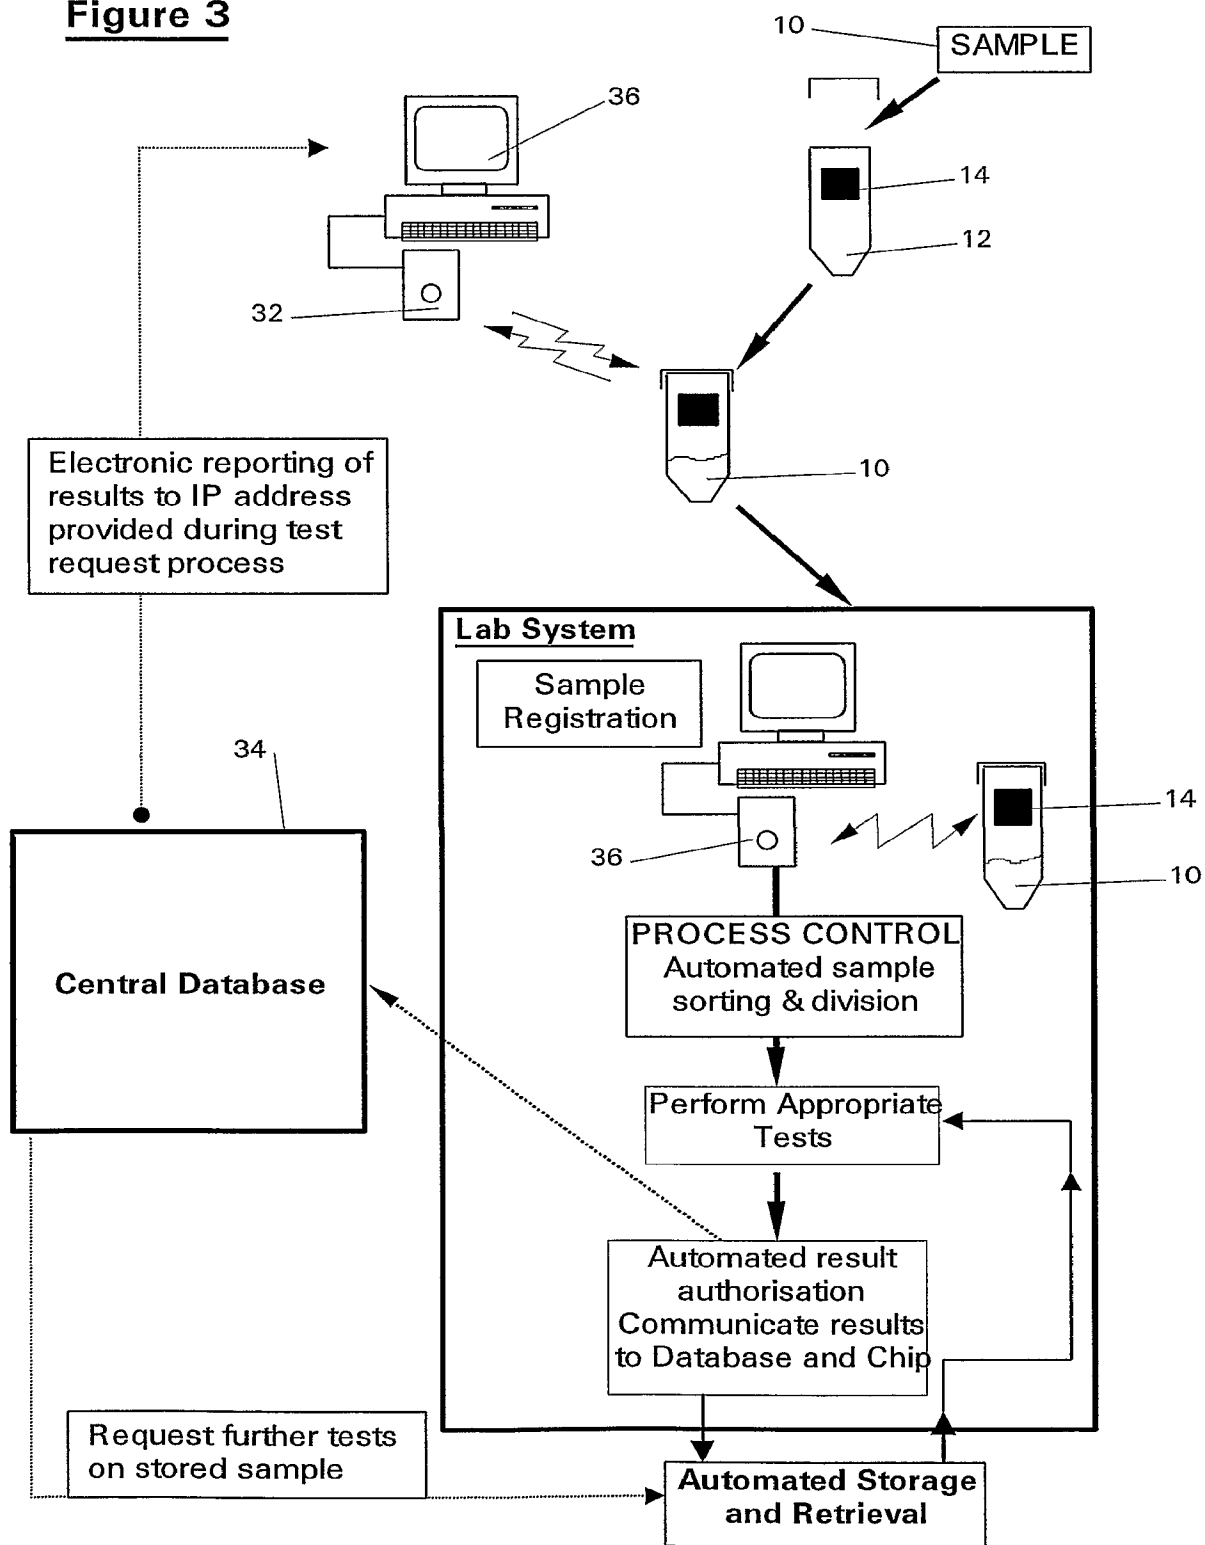 Figure 3
10
SAMPLE
36
14
12
32
10
Electronic reporting of
results to IP address
provided during test
request process
Lab System
Sample
Registration
34
14
36
10
PROCESS CONTROL
Automated sample
sorting & division
Central Database
Perform Appropriate
Tests
Automated result
authorisation
Communicate results
to Database and Chip
Request further tests
on stored sample
Automated Storage
and Retrieval